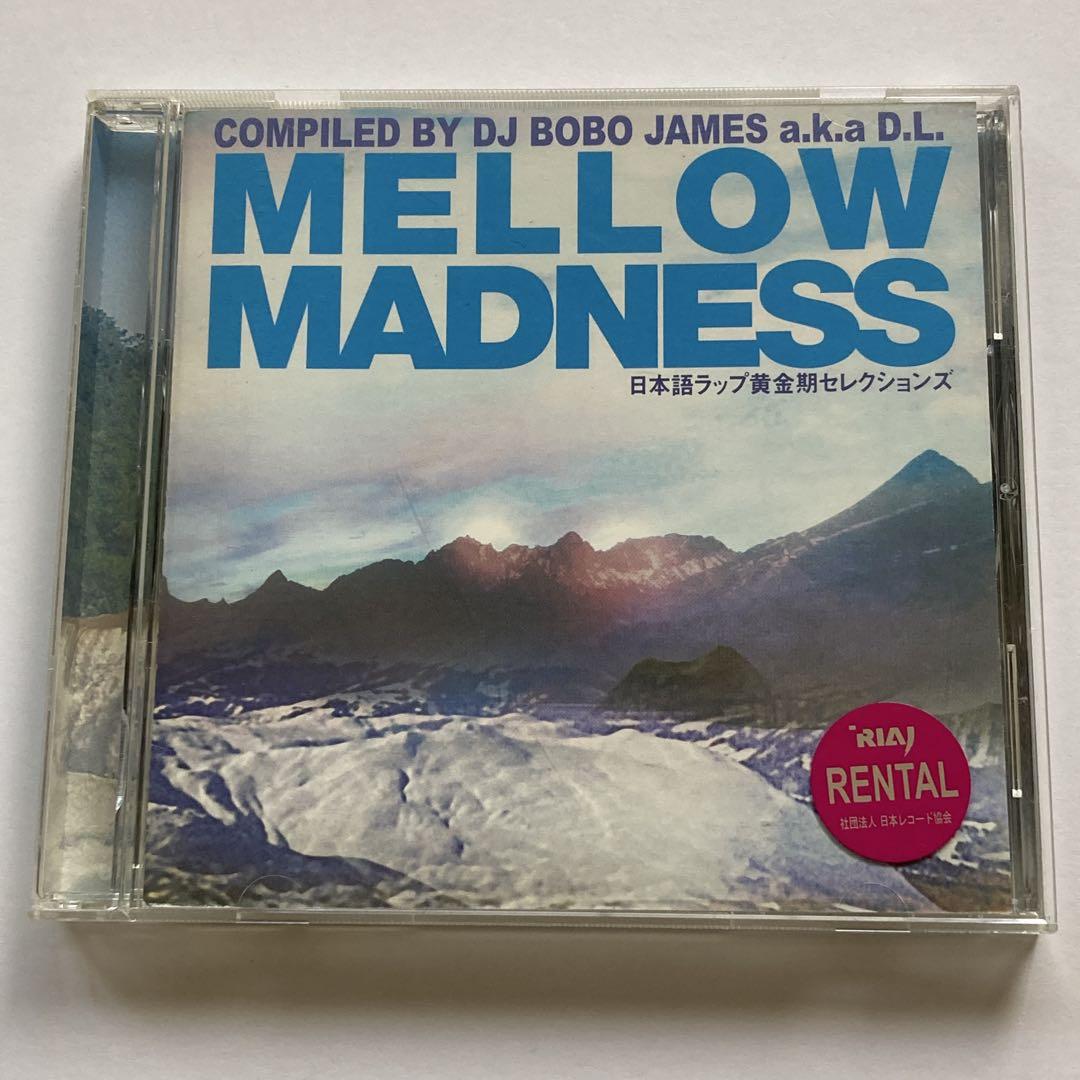 COMPILED BY DJ BOBO JAMES a.k.a D.L.
MELLOW
MADNESS
日本語ラップ黄金期セレクションズ
RIAJ
RENTAL
社団法人 日本レコード協会